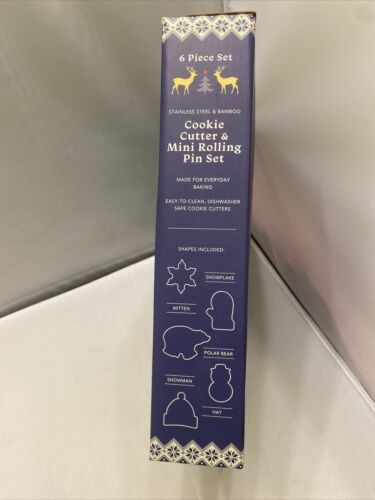 6 Piece Set
STAINLESS STEEL & BAMBOO
Cookie
Cutter &
Mini Rolling
Pin Set
MADE FOR EVERYDAY
BAKING
EASY-TO-CLEAN, DISHWASHER
SAFE COOKIE CUTTERS
SHAPES INCLUDED:
SNOWFLAKE
MITTEN
POLAR BEAR
SNOWMAN
HAT